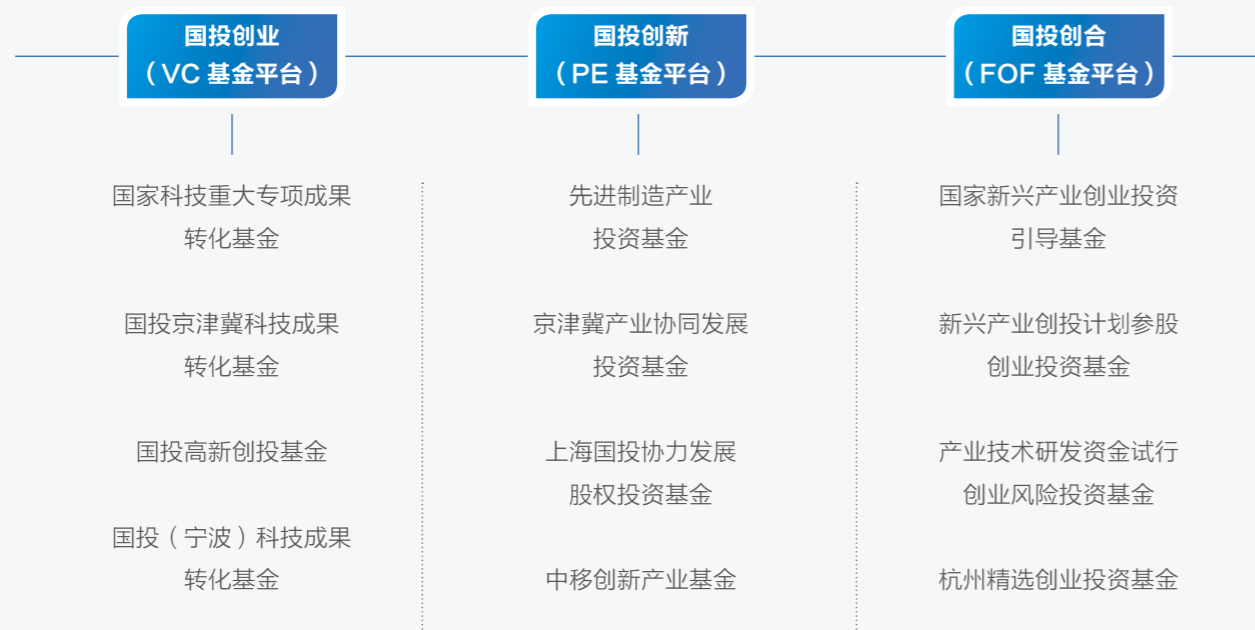 国投创业
（VC 基金平台）
国家科技重大专项成果
转化基金
国投京津冀科技成果
转化基金
国投高新创投基金
国投（宁波）科技成果
转化基金
国投创新
（PE 基金平台）
先进制造产业
投资基金
京津冀产业协同发展
投资基金
上海国投协力发展
股权投资基金
中移创新产业基金
国投创合
（FOF 基金平台）
国家新兴产业创业投资
引导基金
新兴产业创投计划参股
创业投资基金
产业技术研发资金试行
创业风险投资基金
杭州精选创业投资基金